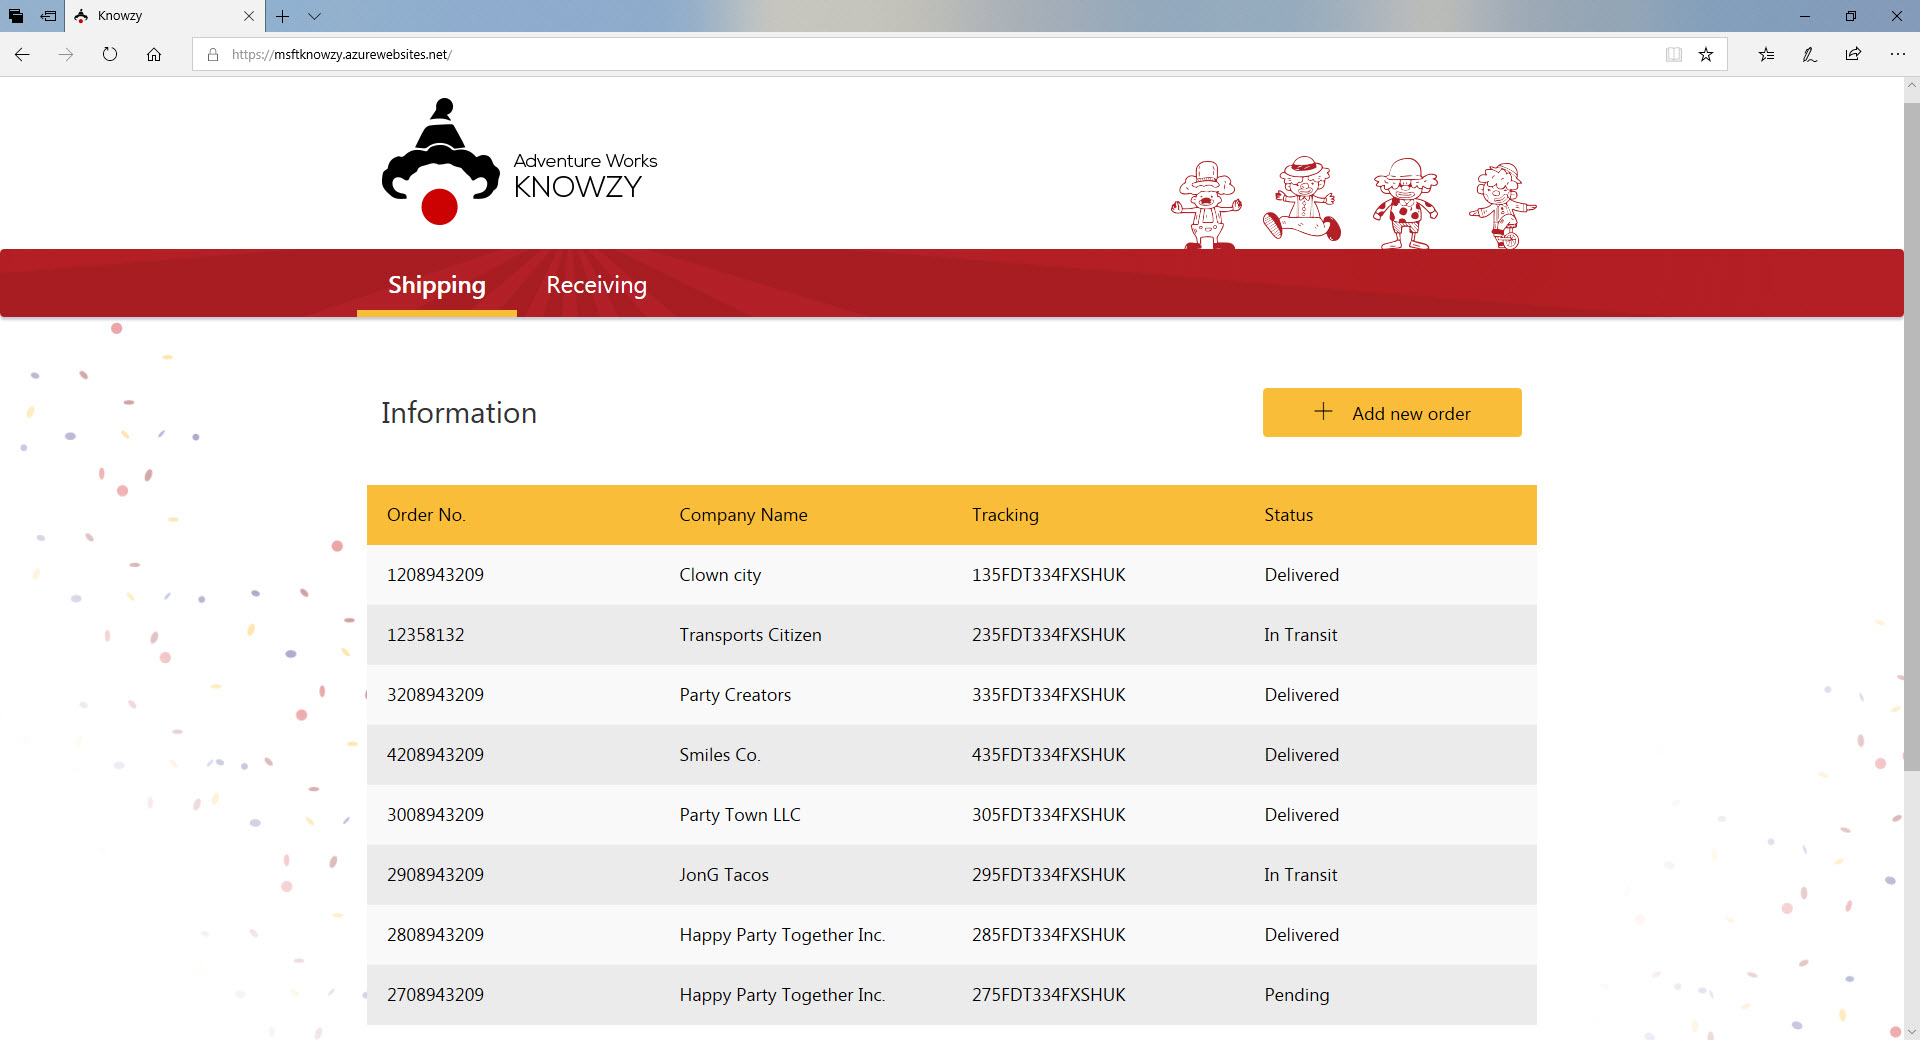 Knowzy
https://msftknowzy.azurewebsites.net/
Adventure Works
KNOWZY
Shipping Receiving
Information
Add new order
Order No. Company Name Tracking Status
1208943209 Clown city 135FDT334FXSHUK Delivered
12358132 Transports Citizen 235FDT334FXSHUK In Transit
3208943209 Party Creators 335FDT334FXSHUK Delivered
4208943209 Smiles Co. 435FDT334FXSHUK Delivered
3008943209 Party Town LLC 305FDT334FXSHUK Delivered
2908943209 JonG Tacos 295FDT334FXSHUK In Transit
2808943209 Happy Party Together Inc. 285FDT334FXSHUK Delivered
2708943209 Happy Party Together Inc. 275FDT334FXSHUK Pending